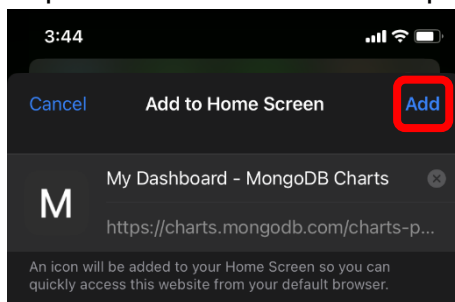 3:44
Cancel Add to Home Screen Add
My Dashboard - MongoDB Charts
M
https://charts.mongodb.com/charts-p...
An icon will be added to your Home Screen so you can
quickly access this website from your default browser.